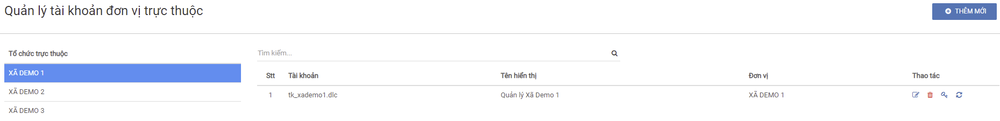 Quản lý tài khoản đơn vị trực thuộc
THÊM MỚI
Tổ chức trực thuộc
XÃ DEMO 1
XÃ DEMO 2
XÃ DEMO 3
Tìm kiếm...
Stt Tài khoản Tên hiển thị Đơn vị Thao tác
1 tk_xademo1.dlc Quản lý Xã Demo 1 XÃ DEMO 1